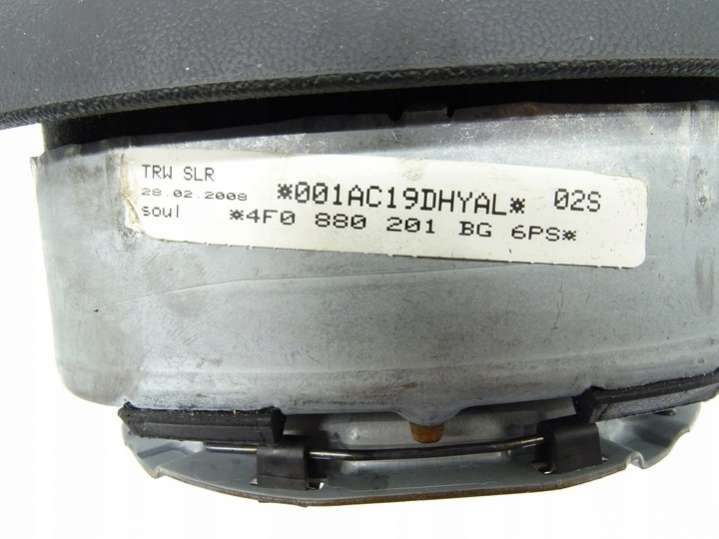 TRW SLR
28.02.2008 *001AC19DHYAL* 02S
soul *4F0 880 201 BG 6PS*